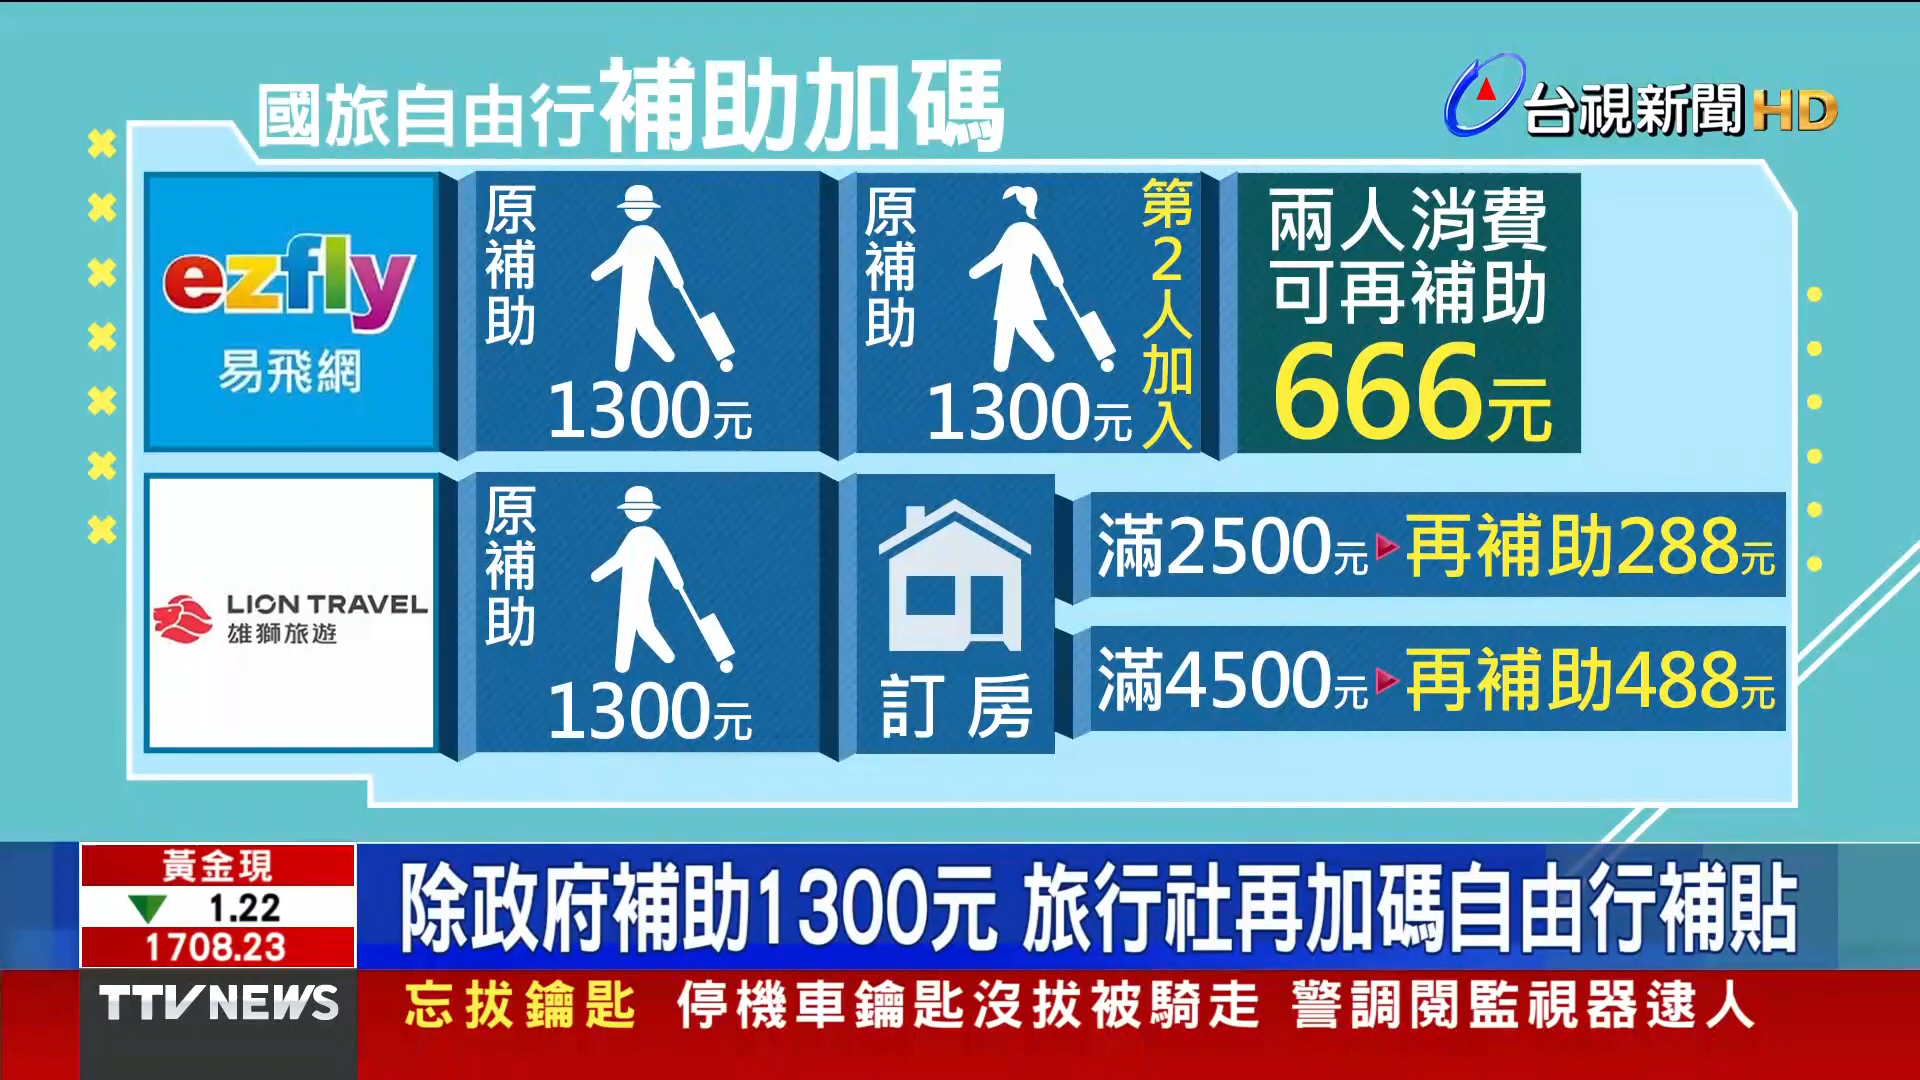 國旅自由行補助加碼
台視新聞HD
ezfly
易飛網
原補助
1300元
原補助
1300元
第2人加入
兩人消費
可再補助
666元
LION TRAVEL
雄獅旅遊
原補助
1300元
訂房
滿2500元
再補助288元
滿4500元
再補助488元
黃金現
1.22
1708.23
除政府補助1300元 旅行社再加碼自由行補貼
TTV NEWS
忘拔鑰匙 停機車鑰匙沒拔被騎走 警調閱監視器逮人